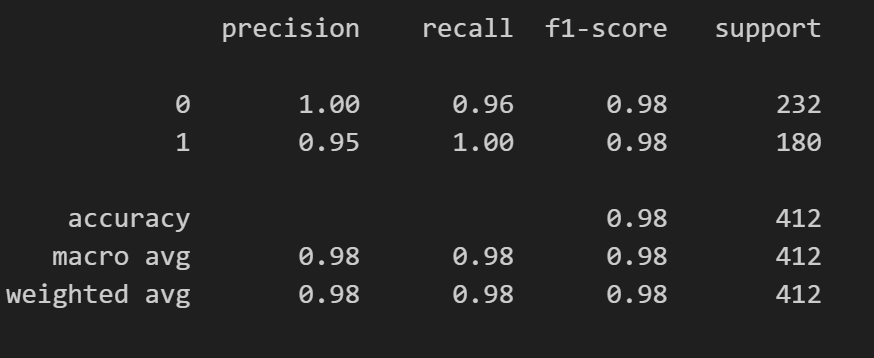 precision recall f1-score support
0 1.00 0.96 0.98 232
1 0.95 1.00 0.98 180
accuracy 0.98 412
macro avg 0.98 0.98 0.98 412
weighted avg 0.98 0.98 0.98 412